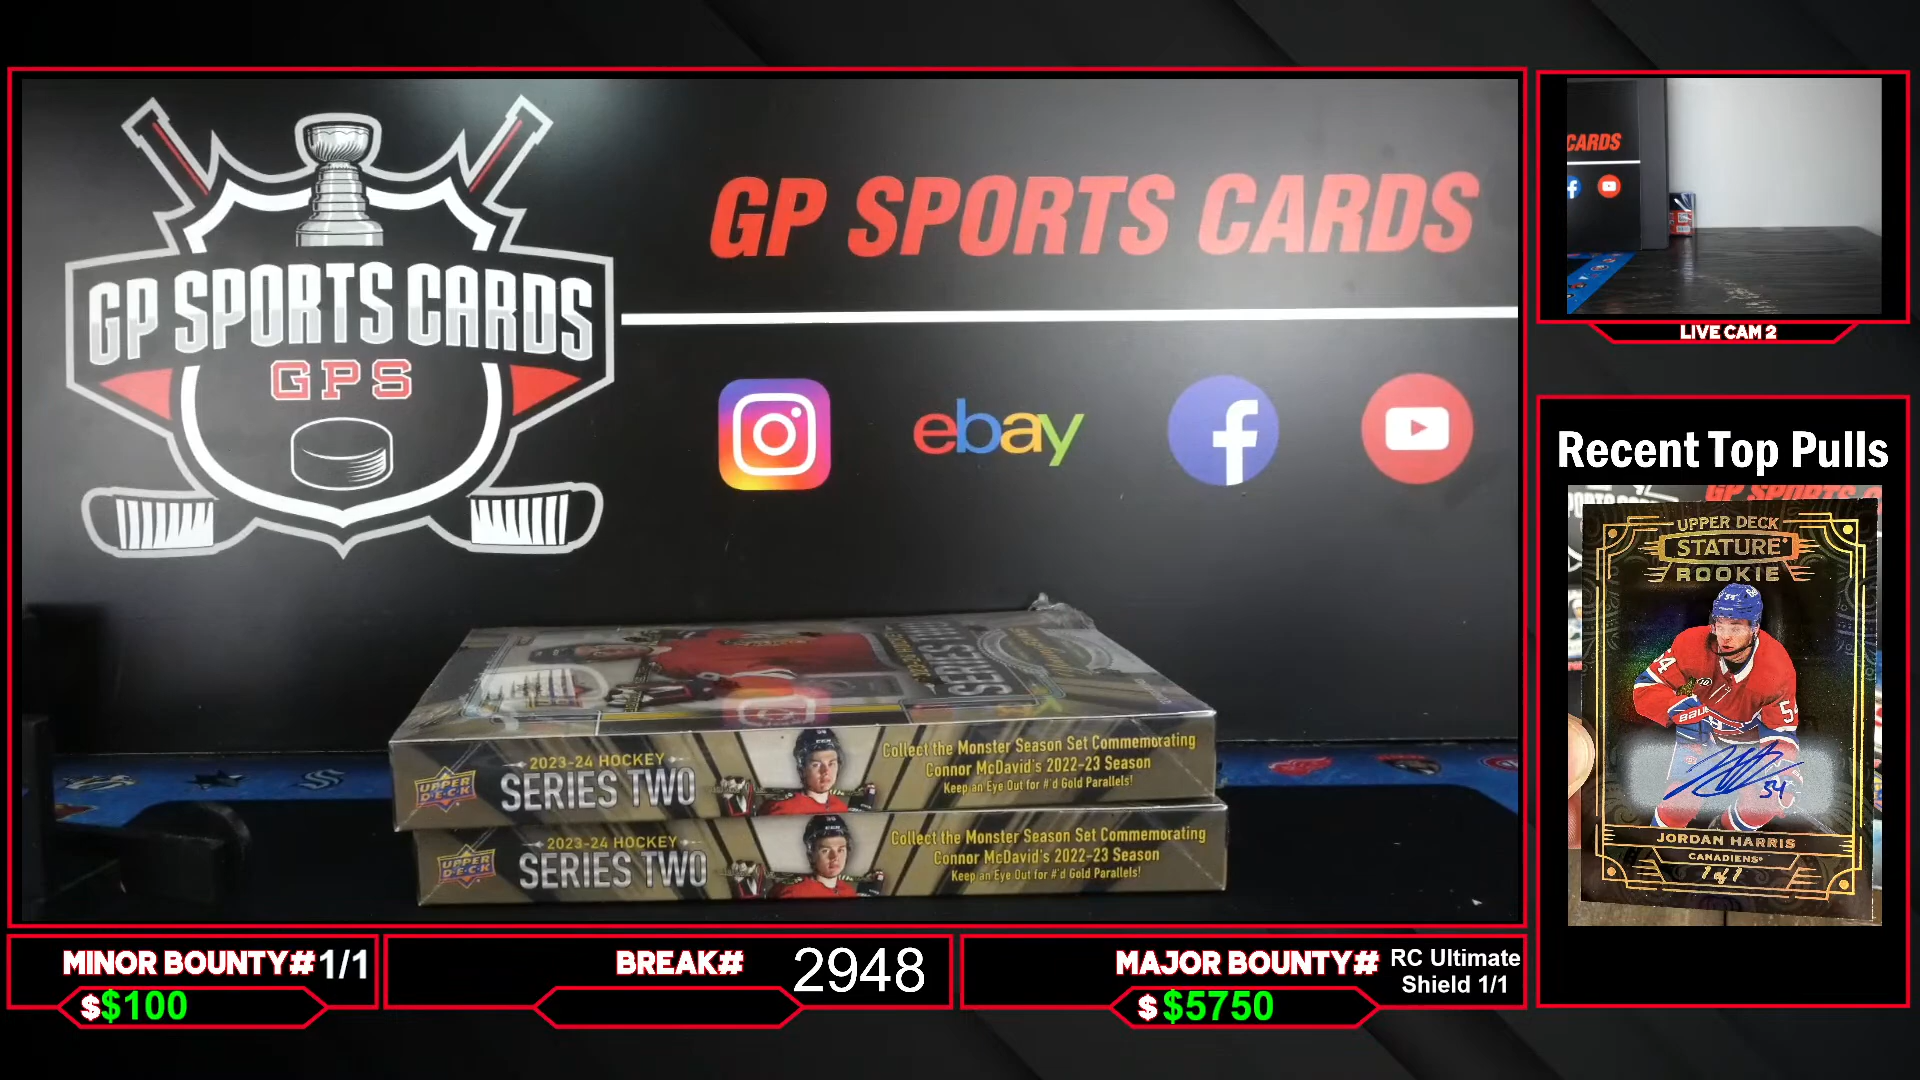 GP SPORTS CARDS
GPS
GP SPORTS CARDS
ebay
f
2023-24 HOCKEY
SERIES TWO
UPPER DECK
Collect the Monster Season Set Commemorating
Connor McDavid's 2022-23 Season
Keep an Eye Out for #'d Gold Parallels!
2023-24 HOCKEY
SERIES TWO
UPPER DECK
Collect the Monster Season Set Commemorating
Connor McDavid's 2022-23 Season
Keep an Eye Out for #'d Gold Parallels!
CARDS
f
LIVE CAM 2
Recent Top Pulls
UPPER DECK
STATURE
ROOKIE
54
54
JORDAN HARRIS
CANADIENS
1 of 1
MINOR BOUNTY# 1/1
$$100
BREAK# 2948
MAJOR BOUNTY# RC Ultimate
Shield 1/1
$ $5750